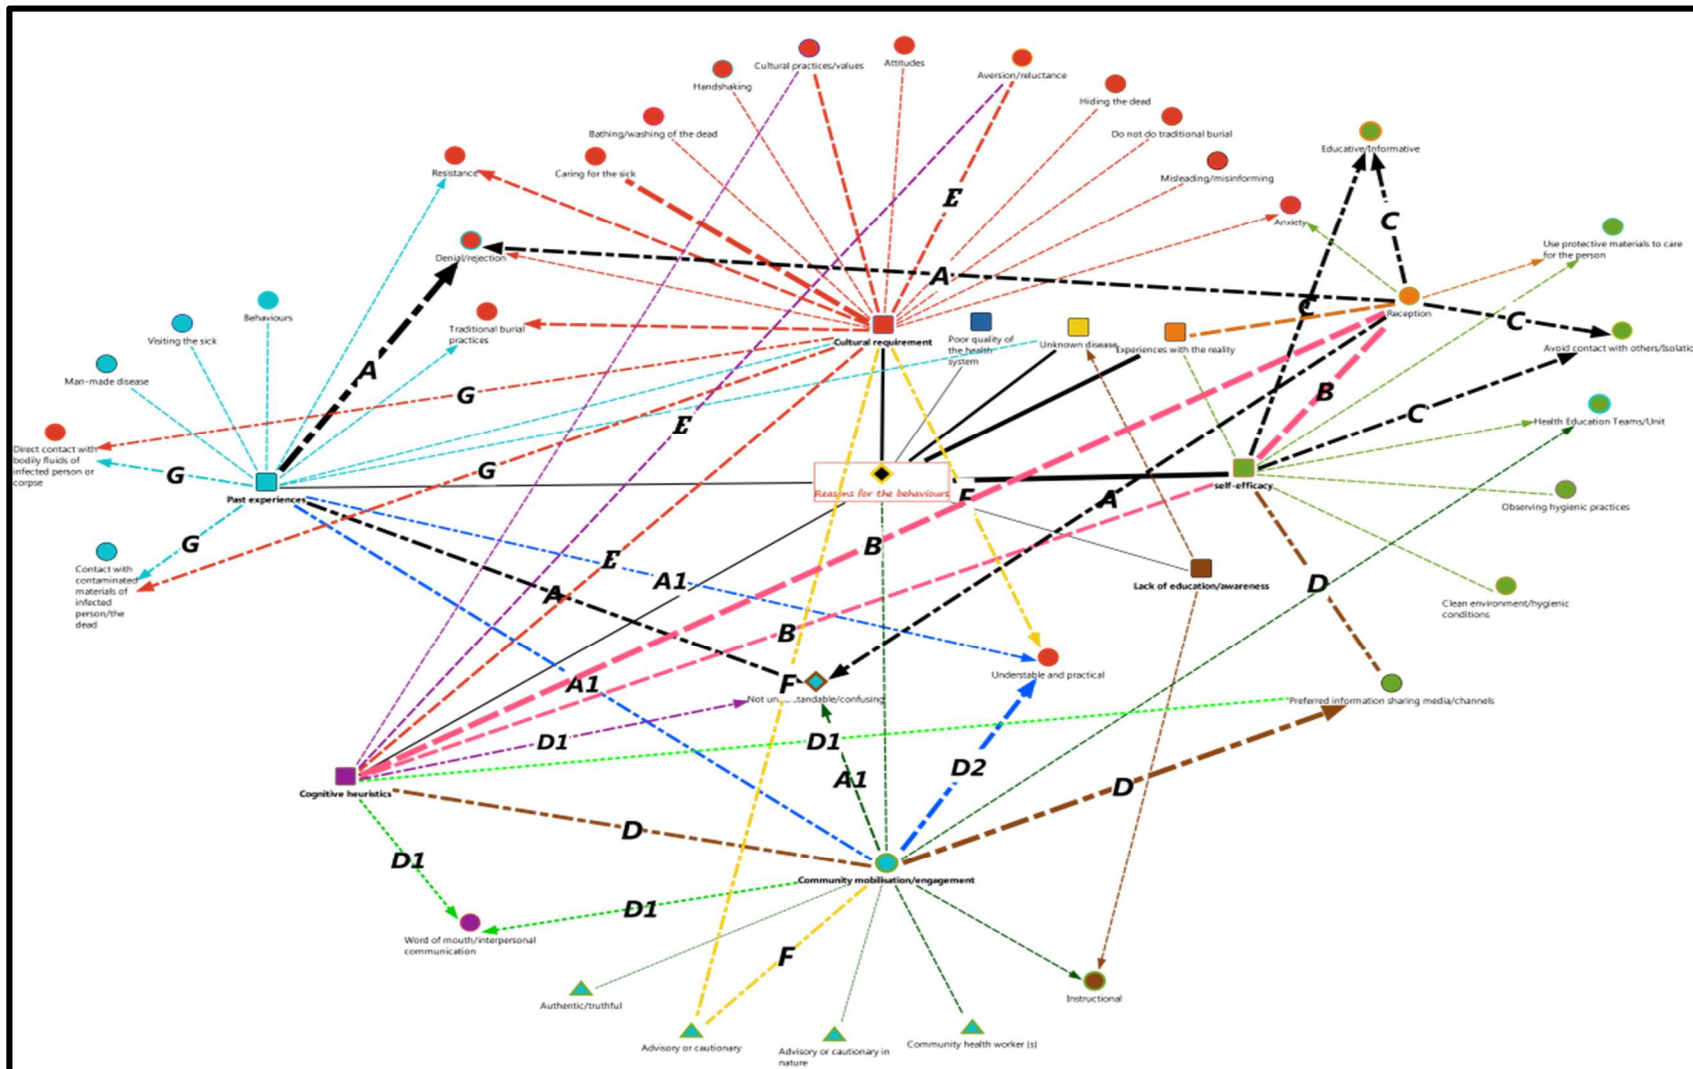 Cultural practices/values
Attitudes
Aversion/reluctance
Handshaking
Hiding the dead
Bathing/washing of the dead
Do not do traditional burial
Educative/Informative
Resistance
Caring for the sick
Misleading/misinforming
E
Anxiety
C
Use protective materials to care
for the person
Denial/rejection
A
C
Reception
C
Behaviours
Traditional burial
practices
Visiting the sick
Cultural requirement
Poor quality of
the health
system
Unknown disease
Experiences with the reality
Avoid contact with others/Isolatio
Man-made disease
A
G
B
C
Health Education Teams/Unit
E
Direct contact with
bodily fluids of
infected person or
corpse
G
G
Past experiences
Reasons for the behaviours
F
self-efficacy
A
Observing hygienic practices
G
B
E
A1
A
Contact with
contaminated
materials of
infected
person/the
dead
Lack of education/awareness
D
Clean environment/hygienic
conditions
B
A1
F
Understable and practical
Not un tandable/confusing
Preferred information sharing media/channels
D1
D1
A1
D2
D
Cognitive heuristics
D
D1
Community mobilisation/engagement
D1
Word of mouth/interpersonal
communication
F
Authentic/truthful
Instructional
Advisory or cautionary
Advisory or cautionary in
nature
Community health worker (s)